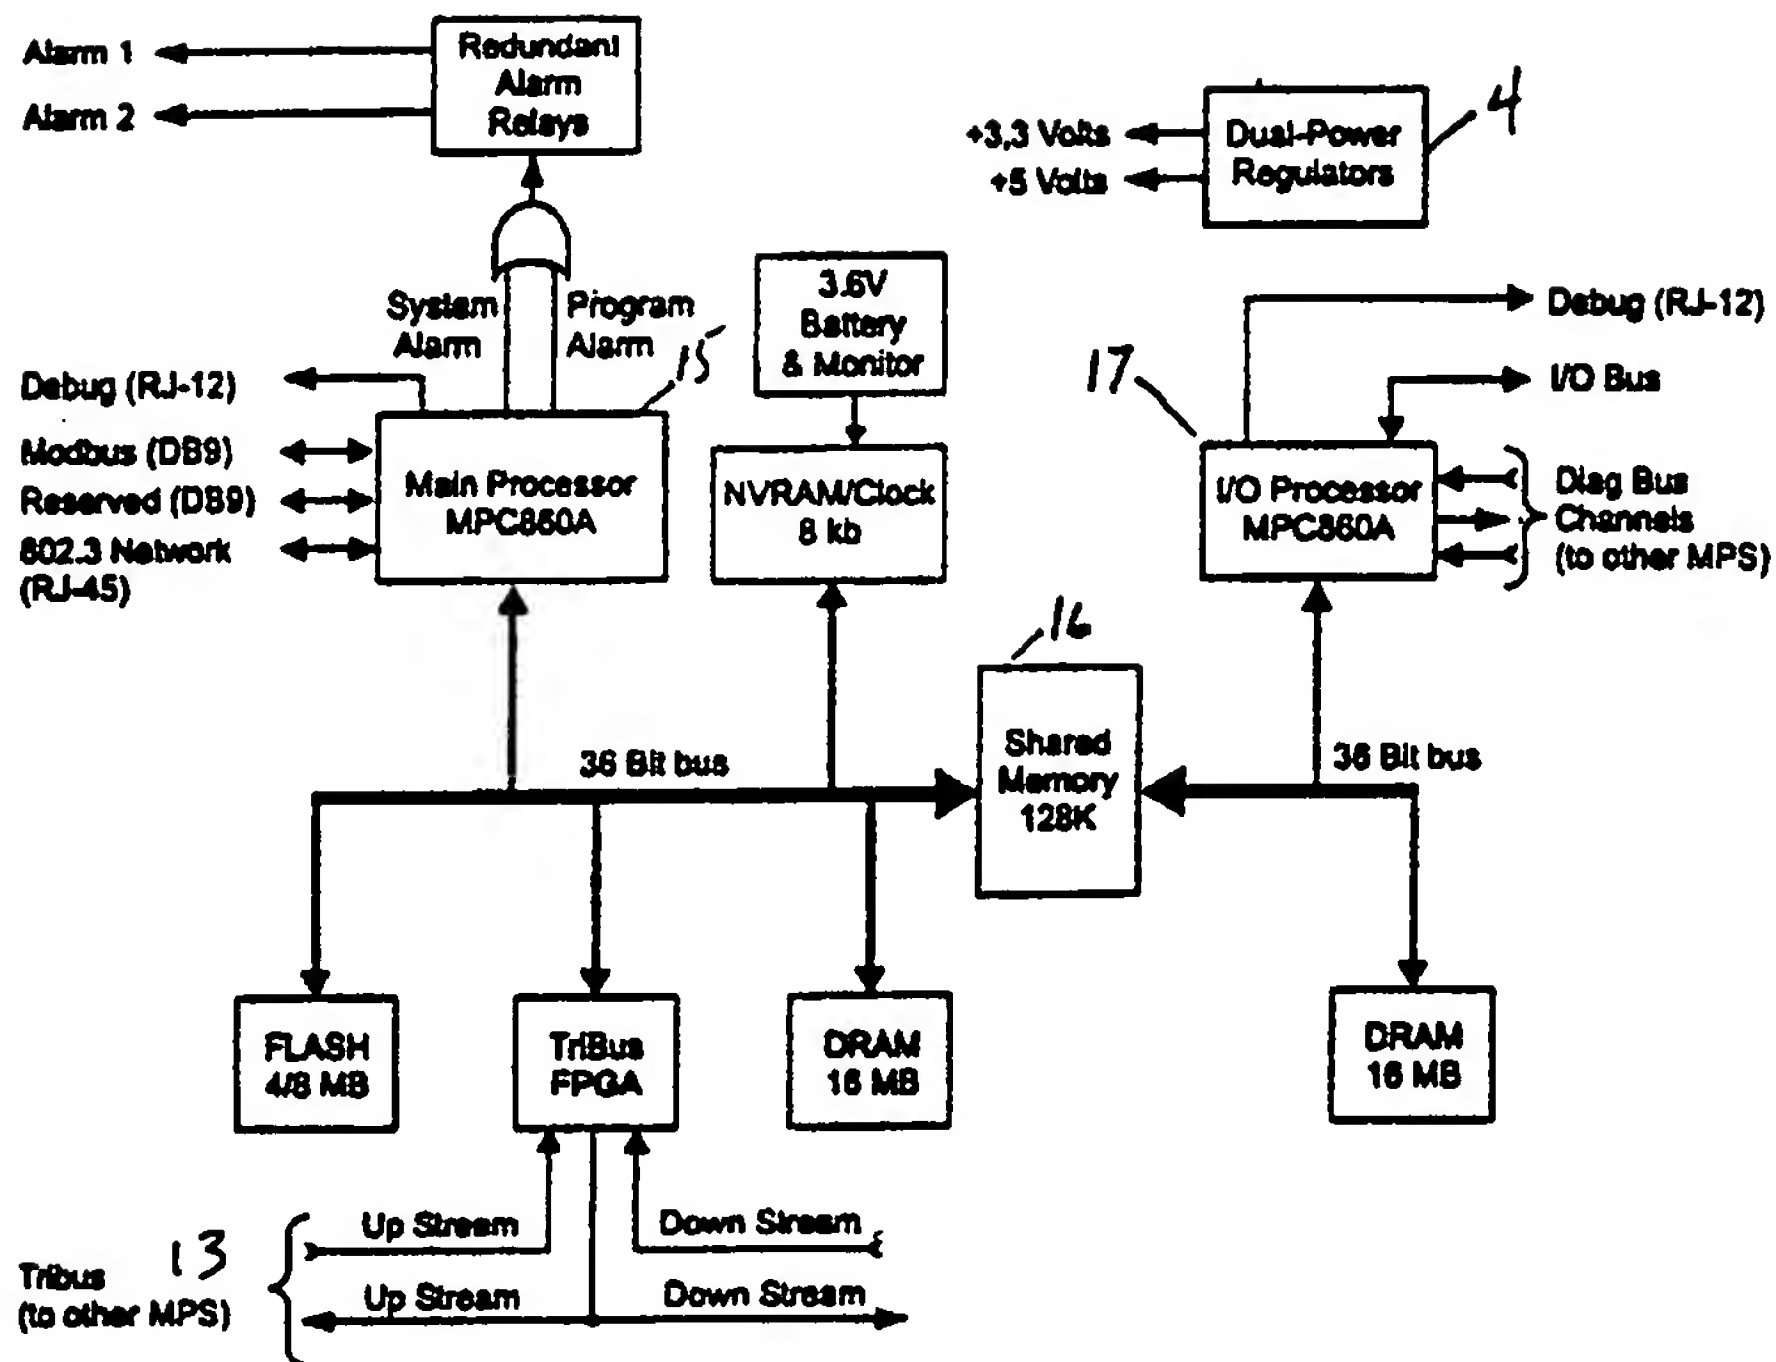 Alarm 1
Alarm 2
Redundant
Alarm
Relays
+3,3 Volts
+5 Volts
Dual-Power
Regulators
4
System
Alarm
Program
Alarm
15
3.6V
Battery
& Monitor
Debug (RJ-12)
Modbus (DB9)
Reserved (DB9)
802.3 Network
(RJ-45)
Main Processor
MPC860A
NVRAM/Clock
8 kb
17
Debug (RJ-12)
I/O Bus
I/O Processor
MPC860A
Diag Bus
Channels
(to other MPS)
16
Shared
Memory
128K
36 Bit bus
36 Bit bus
FLASH
4/8 MB
TriBus
FPGA
DRAM
16 MB
DRAM
16 MB
Up Stream
Down Stream
Tribus 13
(to other MPS)
Up Stream
Down Stream